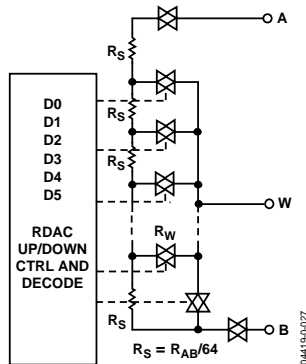 A
RS
D0
D1
D2
D3
D4
D5
RS
RS
W
RDAC
UP/DOWN
CTRL AND
DECODE
RW
RS
RS = RAB/64
B
04419-0-027